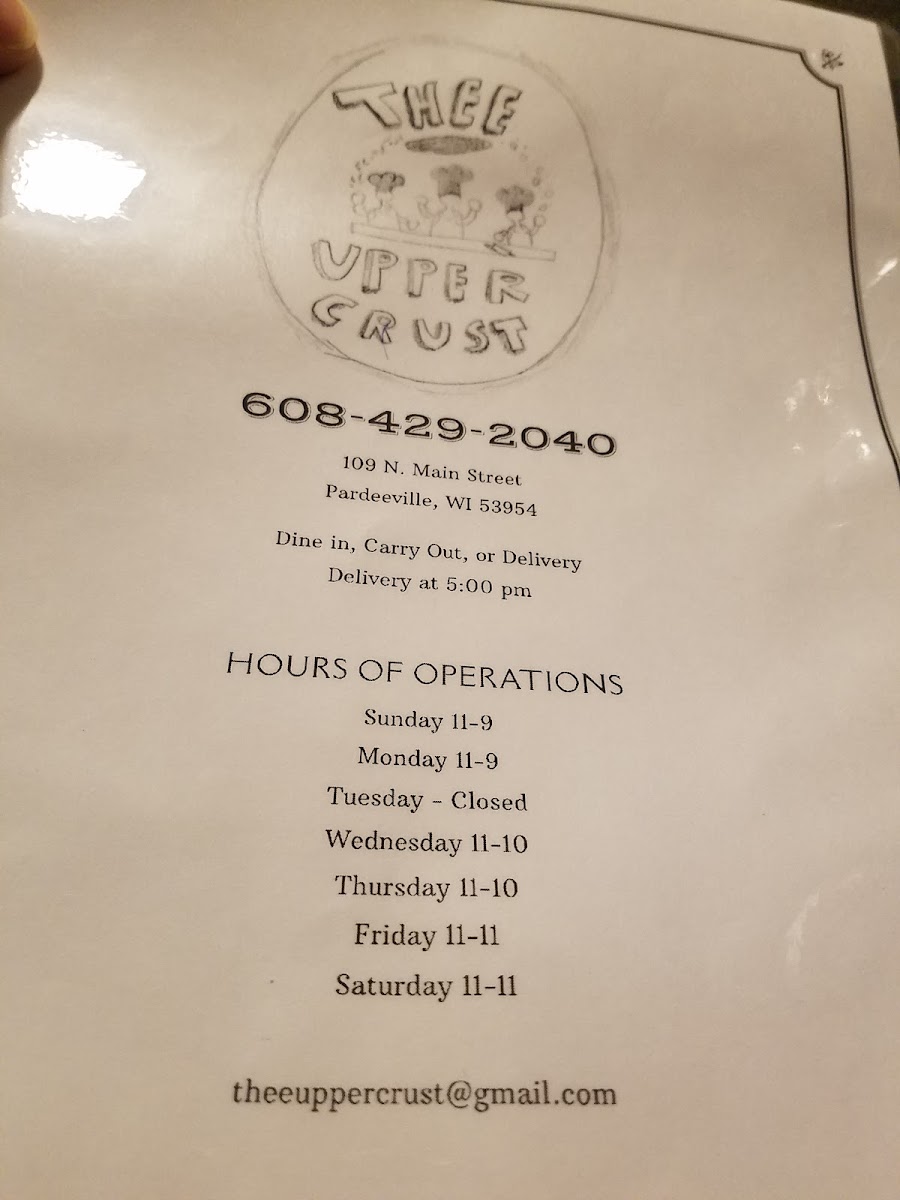 THEE
UPPER
CRUST
608-429-2040
109 N. Main Street
Pardeeville, WI 53954
Dine in, Carry Out, or Delivery
Delivery at 5:00 pm
HOURS OF OPERATIONS
Sunday 11-9
Monday 11-9
Tuesday - Closed
Wednesday 11-10
Thursday 11-10
Friday 11-11
Saturday 11-11
theeuppercrust@gmail.com